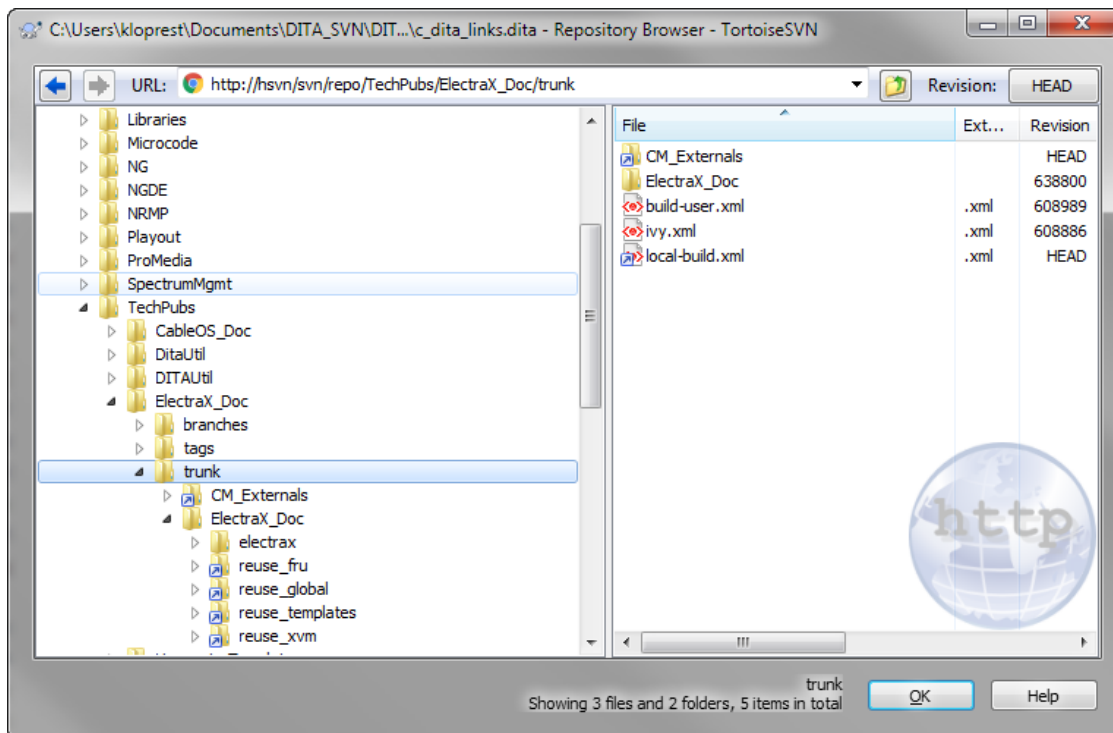 C:\Users\kloprest\Documents\DITA_SVN\DIT...\c_dita_links.dita - Repository Browser - TortoiseSVN
URL: http://hsvn/svn/repo/TechPubs/ElectraX_Doc/trunk Revision: HEAD
Libraries
Microcode
NG
NGDE
NRMP
Playout
ProMedia
SpectrumMgmt
TechPubs
CableOS_Doc
DitaUtil
DITAUtil
ElectraX_Doc
branches
tags
trunk
CM_Externals
ElectraX_Doc
electrax
reuse_fru
reuse_global
reuse_templates
reuse_xvm
File Ext... Revision
CM_Externals HEAD
ElectraX_Doc 638800
build-user.xml .xml 608989
ivy.xml .xml 608886
local-build.xml .xml HEAD
http
trunk
Showing 3 files and 2 folders, 5 items in total
OK Help